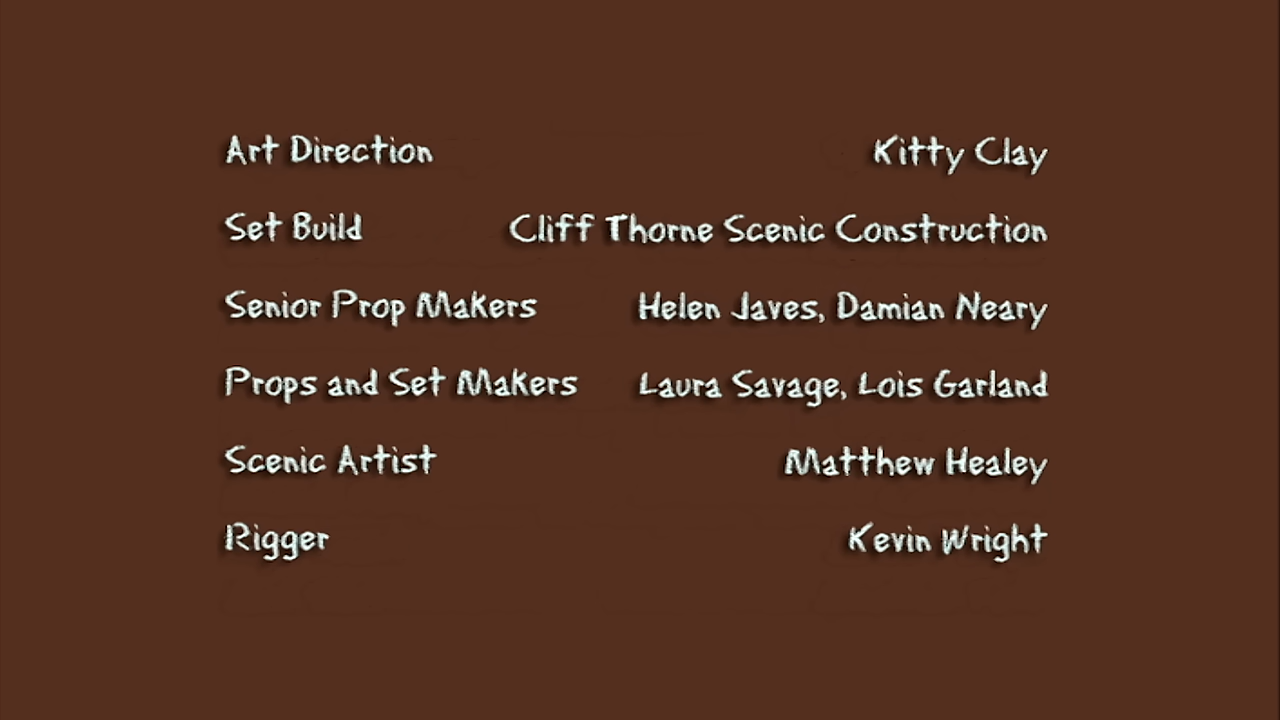 Art Direction Kitty Clay
Set Build Cliff Thorne Scenic Construction
Senior Prop Makers Helen Javes, Damian Neary
Props and Set Makers Laura Savage, Lois Garland
Scenic Artist Matthew Healey
Rigger Kevin Wright